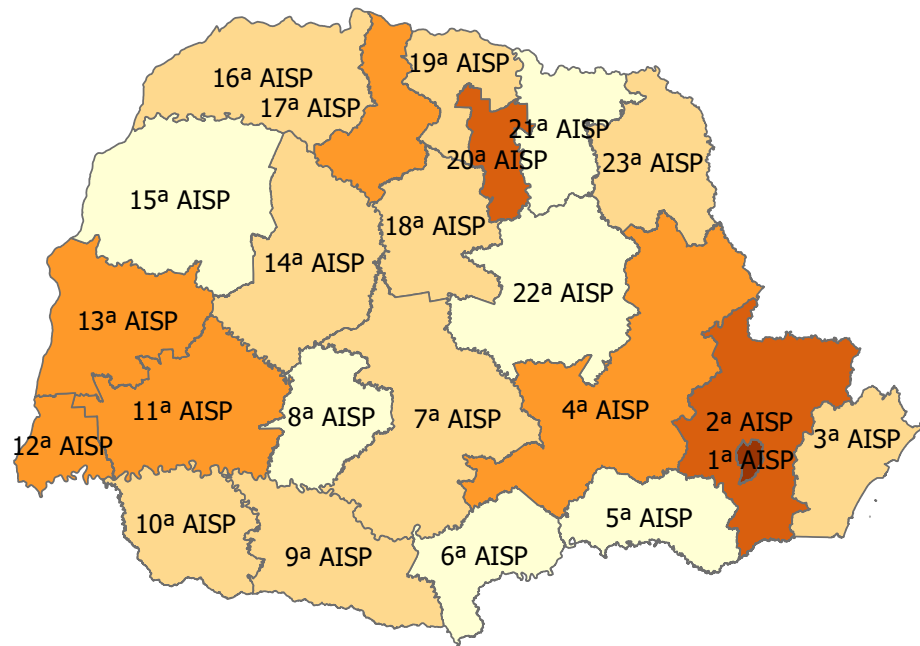 19ª AISP
16ª AISP
17ª AISP
21ª AISP
20ª AISP
23ª AISP
15ª AISP
18ª AISP
14ª AISP
22ª AISP
13ª AISP
11ª AISP
8ª AISP
7ª AISP
4ª AISP
2ª AISP
3ª AISP
12ª AISP
1ª AISP
10ª AISP
5ª AISP
9ª AISP
6ª AISP